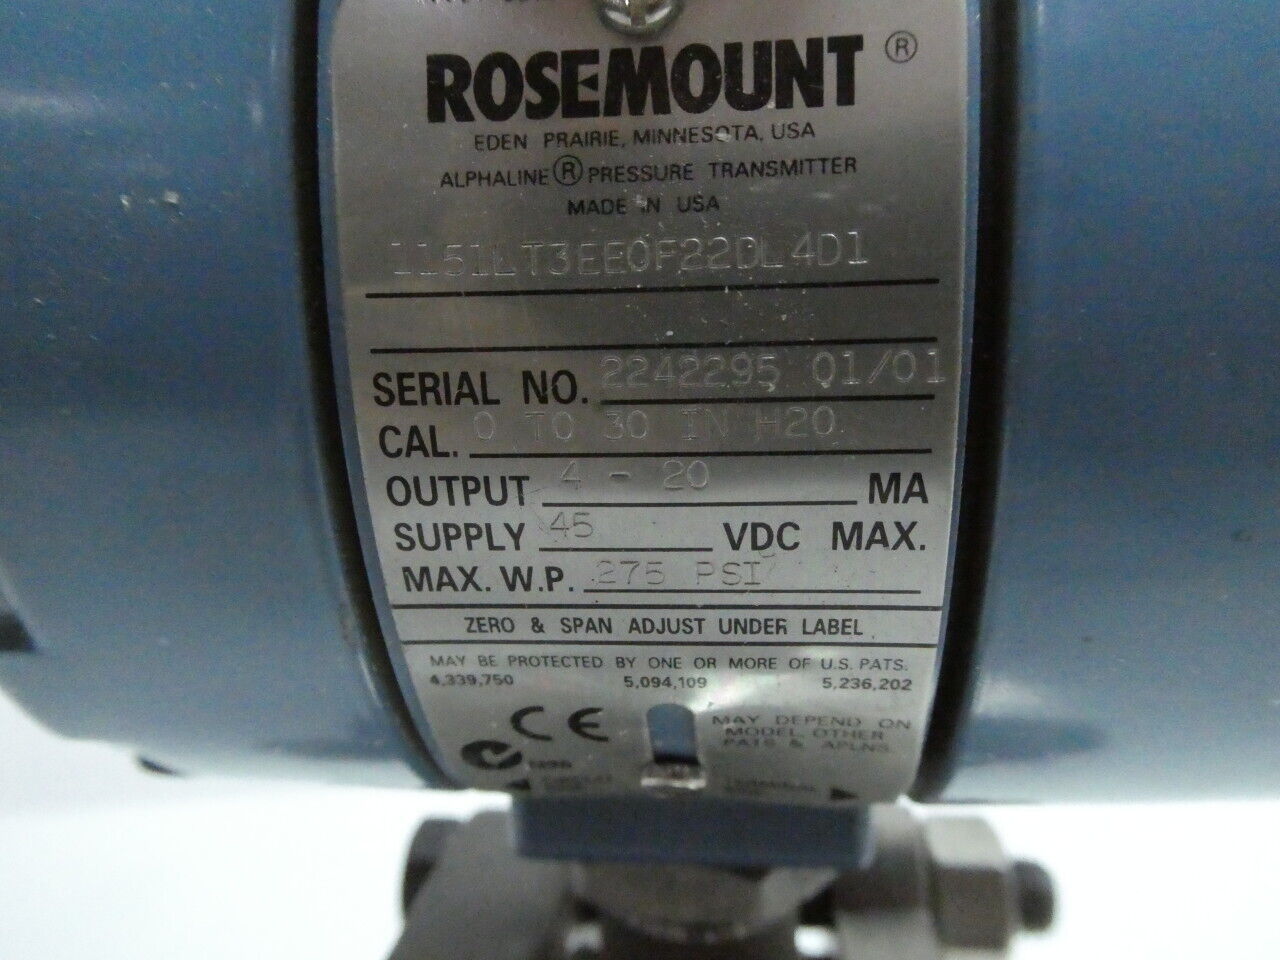 ROSEMOUNT ®
EDEN PRAIRIE, MINNESOTA, USA
ALPHALINE ® PRESSURE TRANSMITTER
MADE IN USA
1151LT3EE0F22DL4D1
SERIAL NO. 2242295 01/01
CAL. 0 TO 30 IN H2O
OUTPUT 4 - 20 MA
SUPPLY 45 VDC MAX.
MAX. W.P. 275 PSI
ZERO & SPAN ADJUST UNDER LABEL
MAY BE PROTECTED BY ONE OR MORE OF U.S. PATS.
4,339,750 5,094,109 5,236,202
CE
MAY DEPEND ON
MODEL, OTHER
PATS & APLNS.